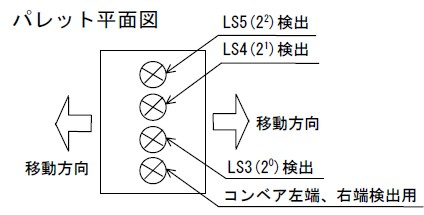 パレット平面図
LS5(2²)検出
LS4(2¹)検出
移動方向
移動方向
LS3(2⁰)検出
コンベア左端、右端検出用